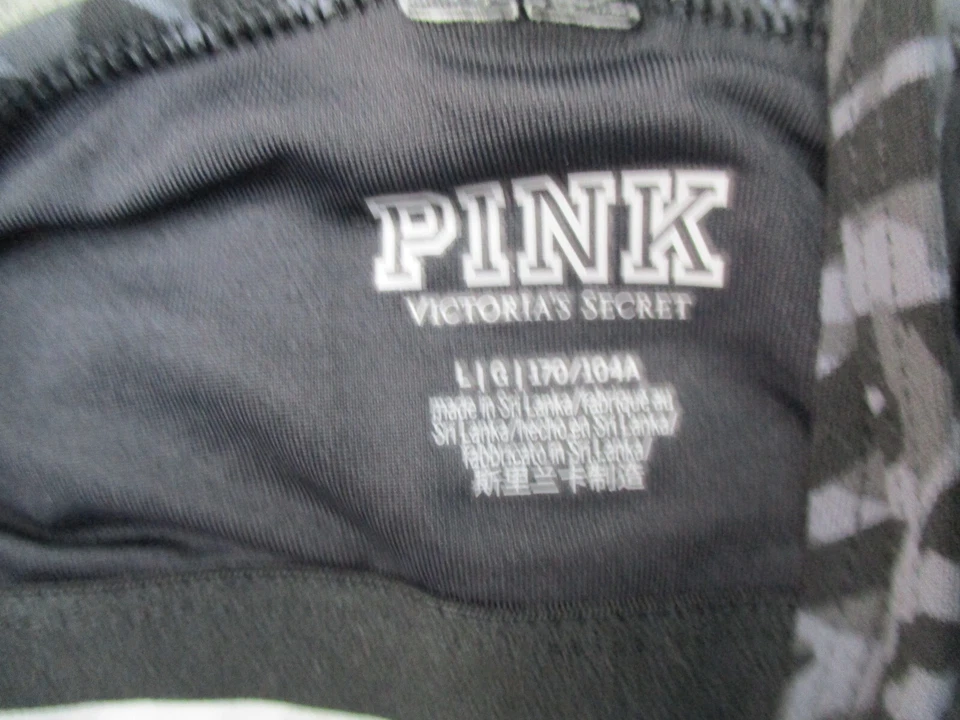 PINK
VICTORIA'S SECRET
L | G | 170/104A
made in Sri Lanka/fabriqué au
Sri Lanka/hecho en Sri Lanka/
fabbricato in Sri Lanka/
斯里兰卡制造